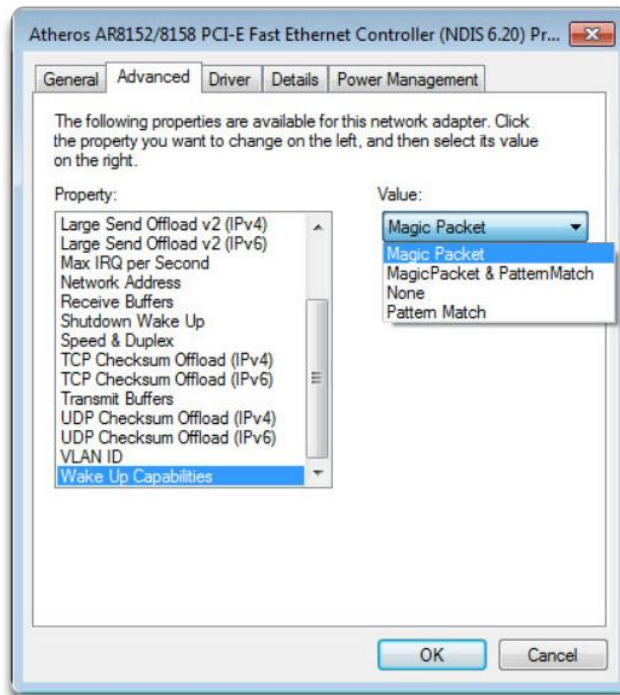 Atheros AR8152/8158 PCI-E Fast Ethernet Controller (NDIS 6.20) Pr...
General
Advanced
Driver
Details
Power Management
The following properties are available for this network adapter. Click
the property you want to change on the left, and then select its value
on the right.
Property:
Large Send Offload v2 (IPv4)
Large Send Offload v2 (IPv6)
Max IRQ per Second
Network Address
Receive Buffers
Shutdown Wake Up
Speed & Duplex
TCP Checksum Offload (IPv4)
TCP Checksum Offload (IPv6)
Transmit Buffers
UDP Checksum Offload (IPv4)
UDP Checksum Offload (IPv6)
VLAN ID
Wake Up Capabilities
Value:
Magic Packet
Magic Packet
MagicPacket & PatternMatch
None
Pattern Match
OK
Cancel